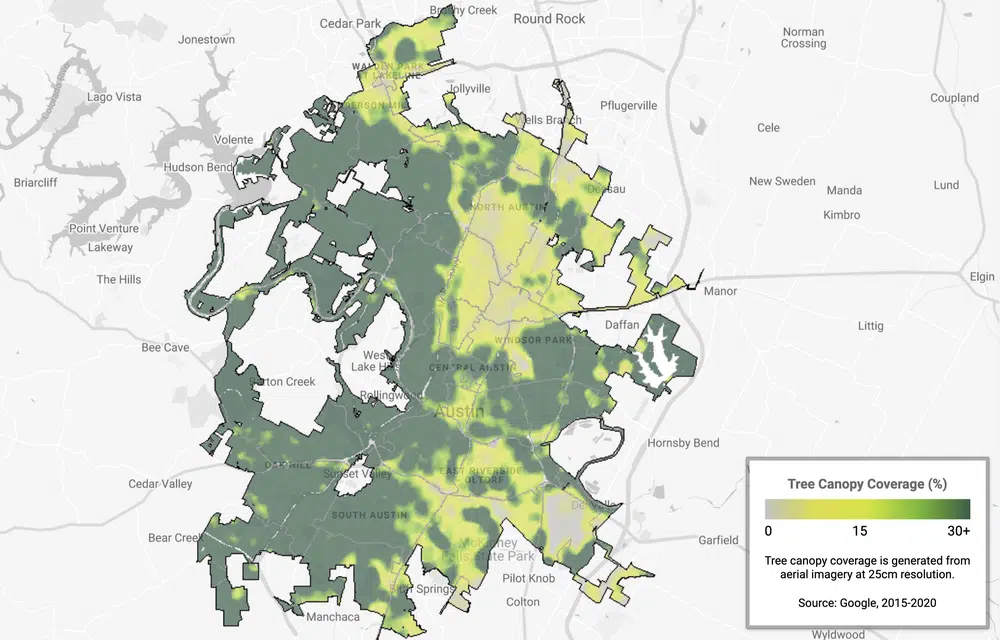 Brushy Creek
Cedar Park
Round Rock
Jonestown
Norman
Crossing
WALDEN PARK
AT LAKELINE
Lago Vista
Jollyville
Coupland
Pflugerville
Wells Branch
Cele
Volente
Hudson Bend
Briarcliff
New Sweden
Manda
Lund
Dessau
NORTH AUSTIN
Kimbro
Point Venture
Lakeway
The Hills
Elgin
Manor
Daffan
Littig
WINDSOR PARK
Bee Cave
West
Lake Hills
CENTRAL AUSTIN
Barton Creek
Rollingwood
Austin
Hornsby Bend
OAK HILL
Sunset Valley
EAST RIVERSIDE
OLTORF
Cedar Valley
SOUTH AUSTIN
Bear Creek
McKinney
Falls State Park
Garfield
Pilot Knob
Colton
Manchaca
Wyldwood
Tree Canopy Coverage (%)
0 15 30+
Tree canopy coverage is generated from
aerial imagery at 25cm resolution.
Source: Google, 2015-2020